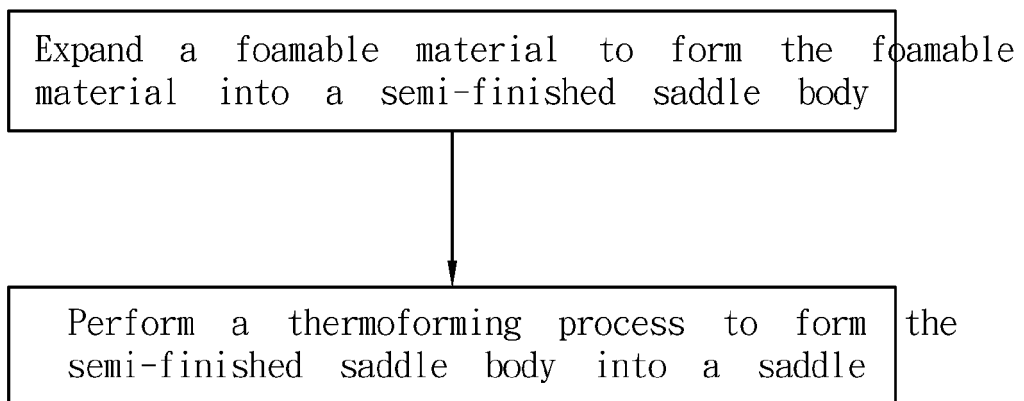 Expand a foamable material to form the foamable
material into a semi-finished saddle body
Perform a thermoforming process to form the
semi-finished saddle body into a saddle